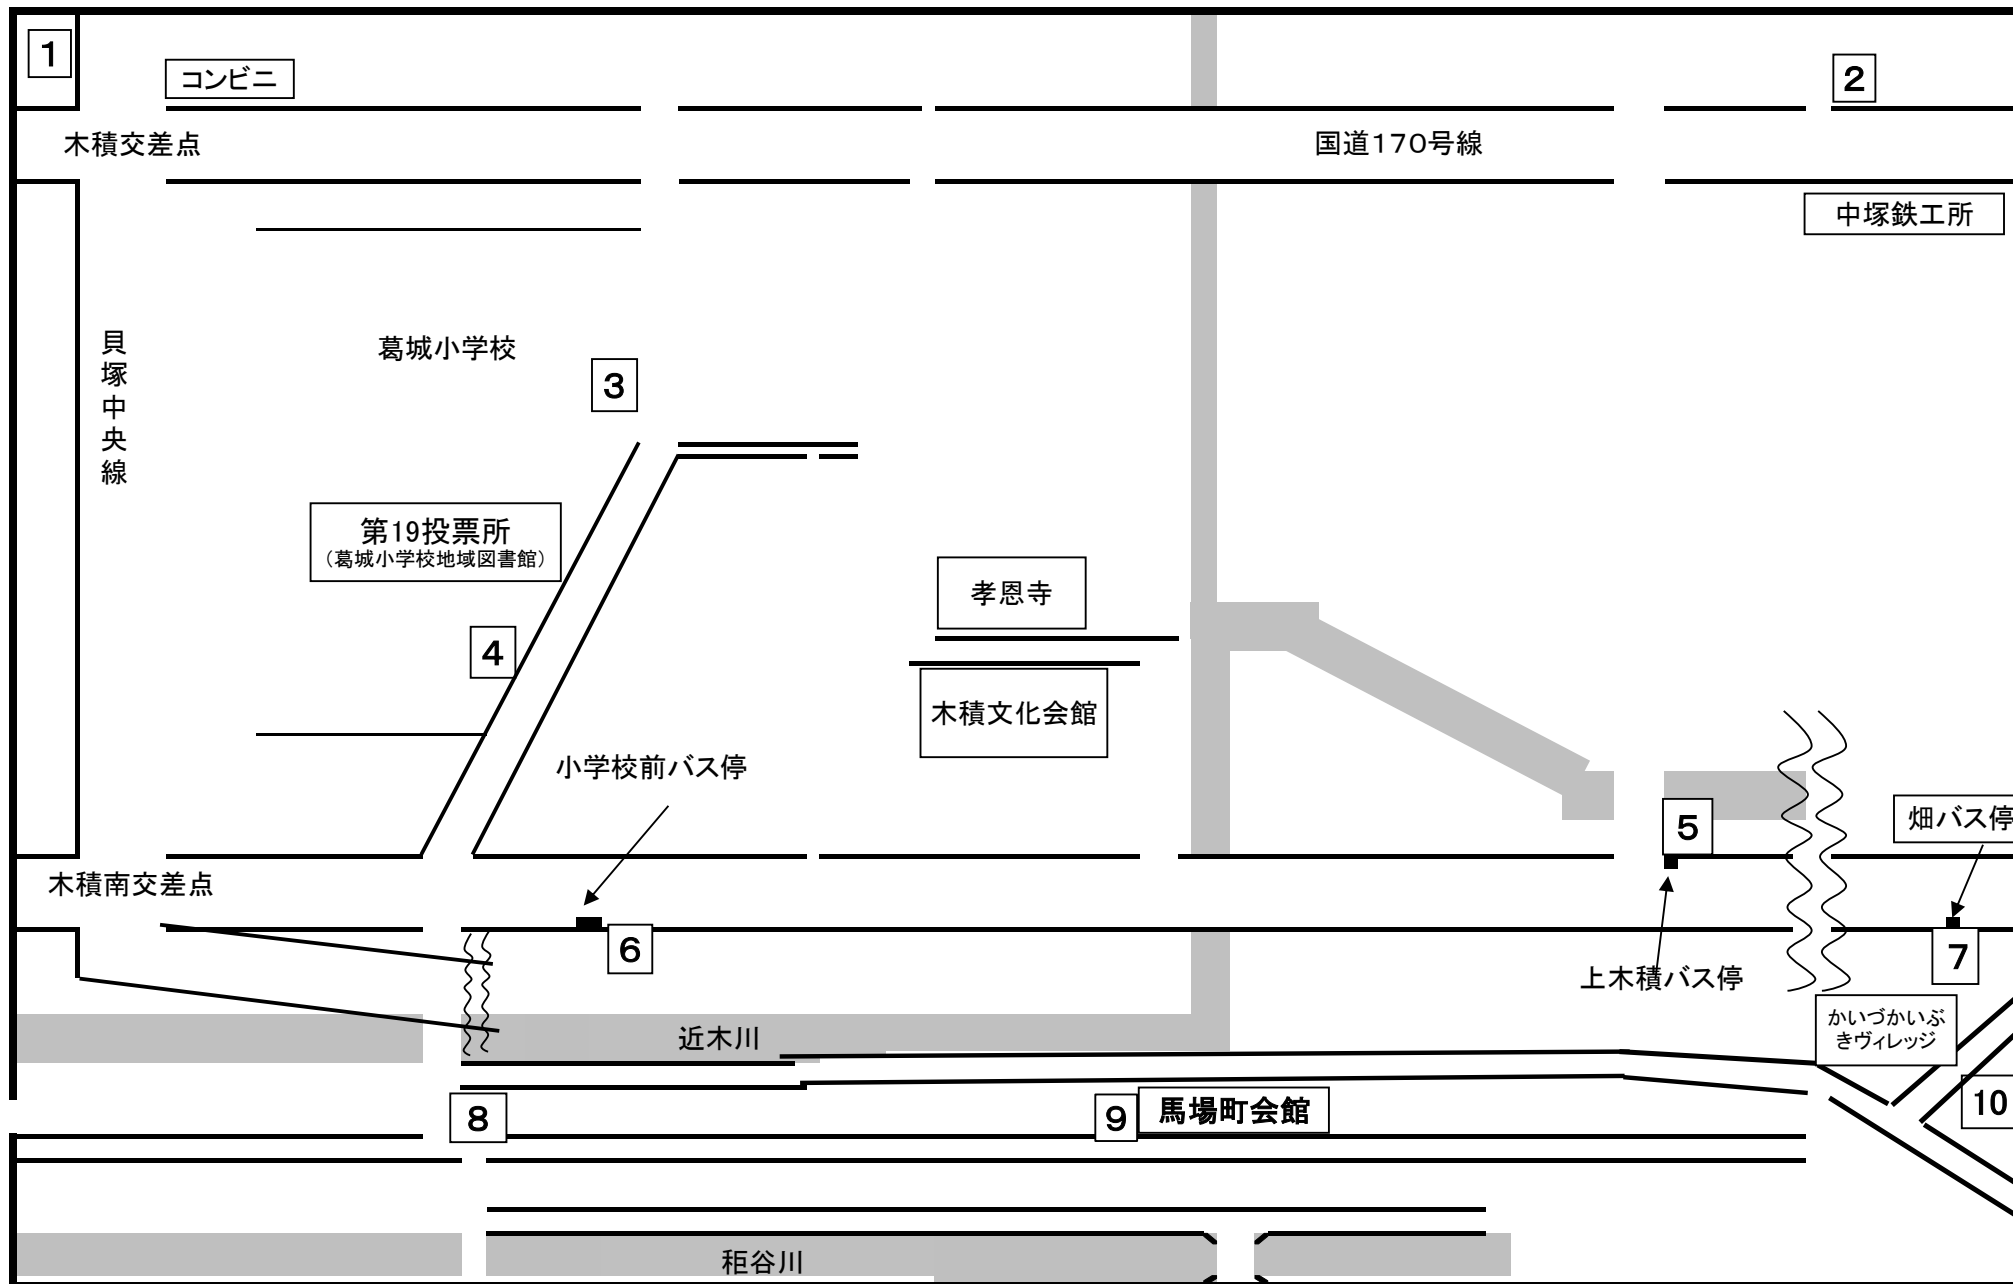 1
コンビニ
2
木積交差点
国道170号線
中塚鉄工所
貝塚中央線
葛城小学校
3
第19投票所
(葛城小学校地域図書館)
孝恩寺
4
木積文化会館
小学校前バス停
5
畑バス停
木積南交差点
6
7
上木積バス停
かいづかいぶ
きヴィレッジ
近木川
8
9
馬場町会館
10
秬谷川